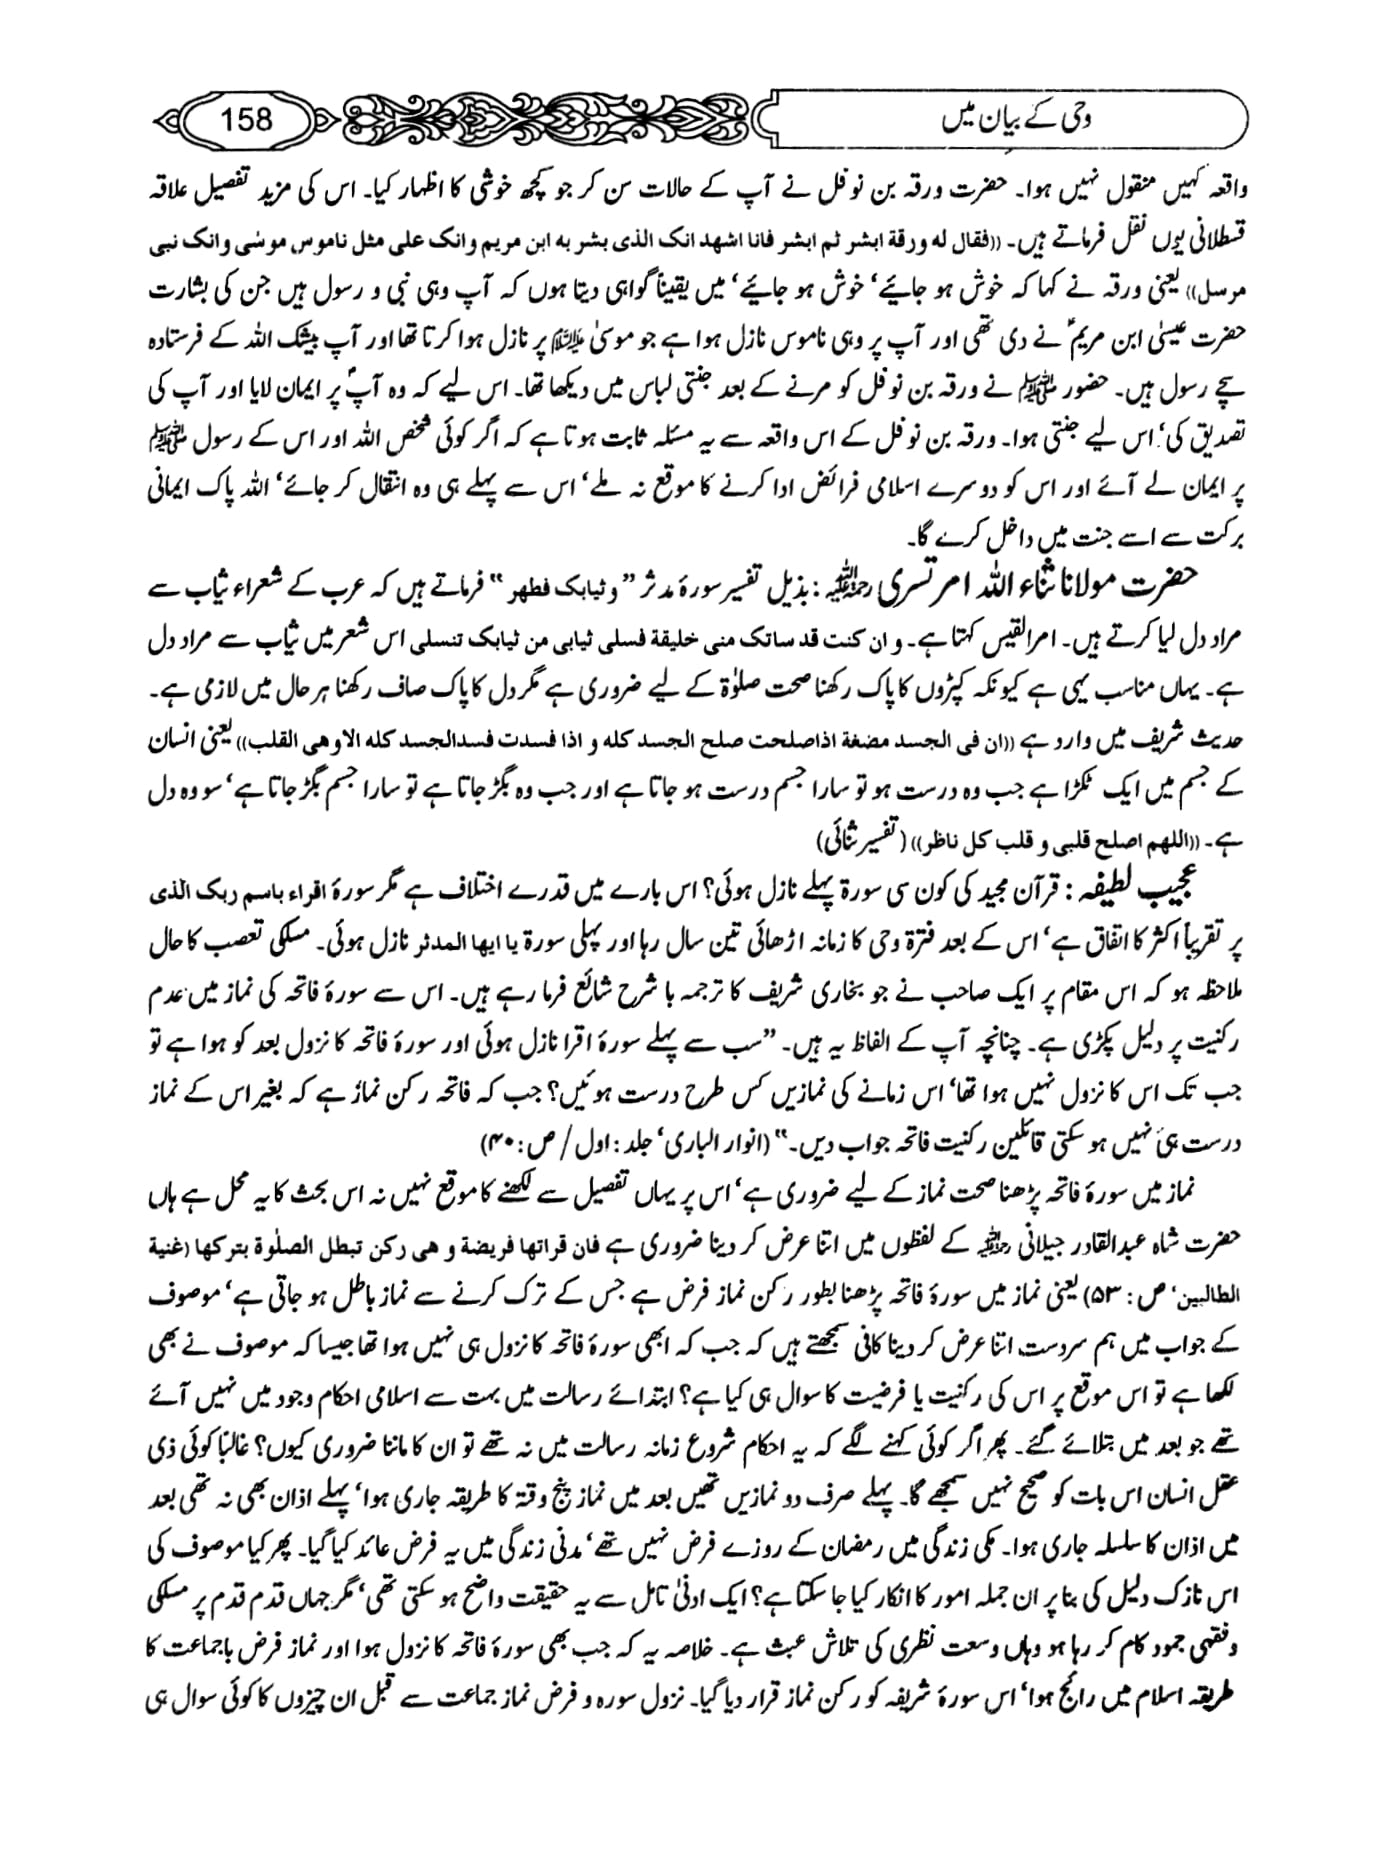 وحی کے بیان میں
158
واقعہ کہیں منقول نہیں ہوا۔ حضرت ورقہ بن نوفل نے آپ کے حالات سن کر جو کچھ خوشی کا اظہار کیا۔ اس کی مزید تفصیل علاقہ
قسطلانی یوں نقل فرماتے ہیں۔ ((فقال له ورقة ابشر ثم ابشر فانا اشهد انک الذی بشر به ابن مریم وانک علی مثل ناموس موسٰی وانک نبی
مرسل)) یعنی ورقہ نے کہا کہ خوش ہو جائیے‘ خوش ہو جائیے‘ میں یقیناً گواہی دیتا ہوں کہ آپ وہی نبی و رسول ہیں جن کی بشارت
حضرت عیسیٰ ابن مریمؑ نے دی تھی اور آپ پر وہی ناموس نازل ہوا ہے جو موسیٰ علیہ السلام پر نازل ہوا کرتا تھا اور آپ بیشک اللہ کے فرستادہ
سچے رسول ہیں۔ حضور ﷺ نے ورقہ بن نوفل کو مرنے کے بعد جنتی لباس میں دیکھا تھا۔ اس لیے کہ وہ آپؐ پر ایمان لایا اور آپ کی
تصدیق کی‘ اس لیے جنتی ہوا۔ ورقہ بن نوفل کے اس واقعہ سے یہ مسئلہ ثابت ہوتا ہے کہ اگر کوئی شخص اللہ اور اس کے رسول ﷺ
پر ایمان لے آئے اور اس کو دوسرے اسلامی فرائض ادا کرنے کا موقع نہ ملے‘ اس سے پہلے ہی وہ انتقال کر جائے‘ اللہ پاک ایمانی
برکت سے اسے جنت میں داخل کرے گا۔
حضرت مولانا ثناء اللہ امرتسری رحمہ اللہ : بذیل تفسیر سورۂ مدثر ”وثیابک فطهر“ فرماتے ہیں کہ عرب کے شعراء ثیاب سے
مراد دل لیا کرتے ہیں۔ امرالقیس کہتا ہے۔ و ان کنت قد ساتک منی خلیقة فسلی ثیابی من ثیابک تنسلی اس شعر میں ثیاب سے مراد دل
ہے۔ یہاں مناسب یہی ہے کیونکہ کپڑوں کا پاک رکھنا صحت صلوٰۃ کے لیے ضروری ہے مگر دل کا پاک صاف رکھنا ہر حال میں لازمی ہے۔
حدیث شریف میں وارد ہے ((ان فی الجسد مضغة اذاصلحت صلح الجسد کله و اذا فسدت فسدالجسد کله الاوهی القلب)) یعنی انسان
کے جسم میں ایک ٹکڑا ہے جب وہ درست ہو تو سارا جسم درست ہو جاتا ہے اور جب وہ بگڑ جاتا ہے تو سارا جسم بگڑ جاتا ہے‘ سو وہ دل
ہے۔ ((اللهم اصلح قلبی و قلب کل ناظر)) (تفسیر ثنائی)
عجیب لطیفہ : قرآن مجید کی کون سی سورۃ پہلے نازل ہوئی؟ اس بارے میں قدرے اختلاف ہے مگر سورۂ اقراء باسم ربک الذی
پر تقریباً اکثر کا اتفاق ہے‘ اس کے بعد فترۃ وحی کا زمانہ اڑھائی تین سال رہا اور پہلی سورۃ یا ایها المدثر نازل ہوئی۔ مسلکی تعصب کا حال
ملاحظہ ہو کہ اس مقام پر ایک صاحب نے جو بخاری شریف کا ترجمہ با شرح شائع فرما رہے ہیں۔ اس سے سورۂ فاتحہ کی نماز میں عدم
رکنیت پر دلیل پکڑی ہے۔ چنانچہ آپ کے الفاظ یہ ہیں۔ ”سب سے پہلے سورۂ اقرا نازل ہوئی اور سورۂ فاتحہ کا نزول بعد کو ہوا ہے تو
جب تک اس کا نزول نہیں ہوا تھا‘ اس زمانے کی نمازیں کس طرح درست ہوئیں؟ جب کہ فاتحہ رکن نماز ہے کہ بغیر اس کے نماز
درست ہی نہیں ہو سکتی قائلین رکنیت فاتحہ جواب دیں۔“ (انوار الباری‘ جلد : اول / ص : ۴۰)
نماز میں سورۂ فاتحہ پڑھنا صحت نماز کے لیے ضروری ہے‘ اس پر یہاں تفصیل سے لکھنے کا موقع نہیں نہ اس بحث کا یہ محل ہے ہاں
حضرت شاہ عبدالقادر جیلانی رحمہ اللہ کے لفظوں میں اتنا عرض کر دینا ضروری ہے فان قراتها فریضة و هی رکن تبطل الصلٰوة بترکها (غنیة
الطالبین‘ ص : ۵۳) یعنی نماز میں سورۂ فاتحہ پڑھنا بطور رکن نماز فرض ہے جس کے ترک کرنے سے نماز باطل ہو جاتی ہے‘ موصوف
کے جواب میں ہم سردست اتنا عرض کر دینا کافی سمجھتے ہیں کہ جب کہ ابھی سورۂ فاتحہ کا نزول ہی نہیں ہوا تھا جیسا کہ موصوف نے بھی
لکھا ہے تو اس موقع پر اس کی رکنیت یا فرضیت کا سوال ہی کیا ہے؟ ابتدائے رسالت میں بہت سے اسلامی احکام وجود میں نہیں آئے
تھے جو بعد میں بتلائے گئے۔ پھر اگر کوئی کہنے لگے کہ یہ احکام شروع زمانہ رسالت میں نہ تھے تو ان کا ماننا ضروری کیوں؟ غالباً کوئی ذی
عقل انسان اس بات کو صحیح نہیں سمجھے گا۔ پہلے صرف دو نمازیں تھیں بعد میں نماز پنج وقتہ کا طریقہ جاری ہوا‘ پہلے اذان بھی نہ تھی بعد
میں اذان کا سلسلہ جاری ہوا۔ مکی زندگی میں رمضان کے روزے فرض نہیں تھے‘ مدنی زندگی میں یہ فرض عائد کیا گیا۔ پھر کیا موصوف کی
اس نازک دلیل کی بنا پر ان جملہ امور کا انکار کیا جا سکتا ہے؟ ایک ادنیٰ تامل سے یہ حقیقت واضح ہو سکتی تھی‘ مگر جہاں قدم قدم پر مسلکی
وفقہی جمود کام کر رہا ہو وہاں وسعت نظری کی تلاش عبث ہے۔ خلاصہ یہ کہ جب بھی سورۂ فاتحہ کا نزول ہوا اور نماز فرض باجماعت کا
طریقہ اسلام میں رائج ہوا‘ اس سورۂ شریفہ کو رکن نماز قرار دیا گیا۔ نزول سورہ و فرض نماز جماعت سے قبل ان چیزوں کا کوئی سوال ہی